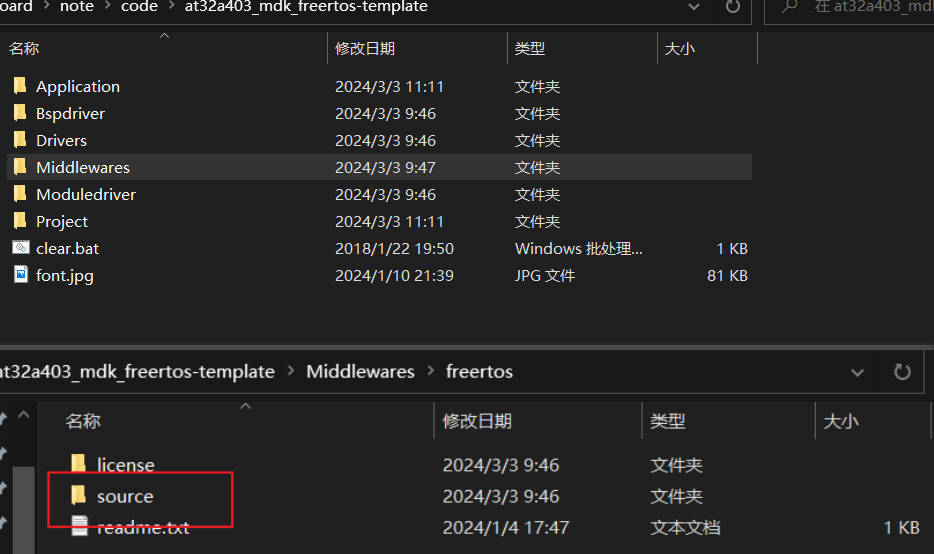 oard > note > code > at32a403_mdk_freertos-template 在 at32a403_md
名称 修改日期 类型 大小
Application 2024/3/3 11:11 文件夹
Bspdriver 2024/3/3 9:46 文件夹
Drivers 2024/3/3 9:46 文件夹
Middlewares 2024/3/3 9:47 文件夹
Moduledriver 2024/3/3 9:46 文件夹
Project 2024/3/3 11:11 文件夹
clear.bat 2018/1/22 19:50 Windows 批处理... 1 KB
font.jpg 2024/1/10 21:39 JPG 文件 81 KB
at32a403_mdk_freertos-template > Middlewares > freertos
名称 修改日期 类型 大小
license 2024/3/3 9:46 文件夹
source 2024/3/3 9:46 文件夹
readme.txt 2024/1/4 17:47 文本文档 1 KB